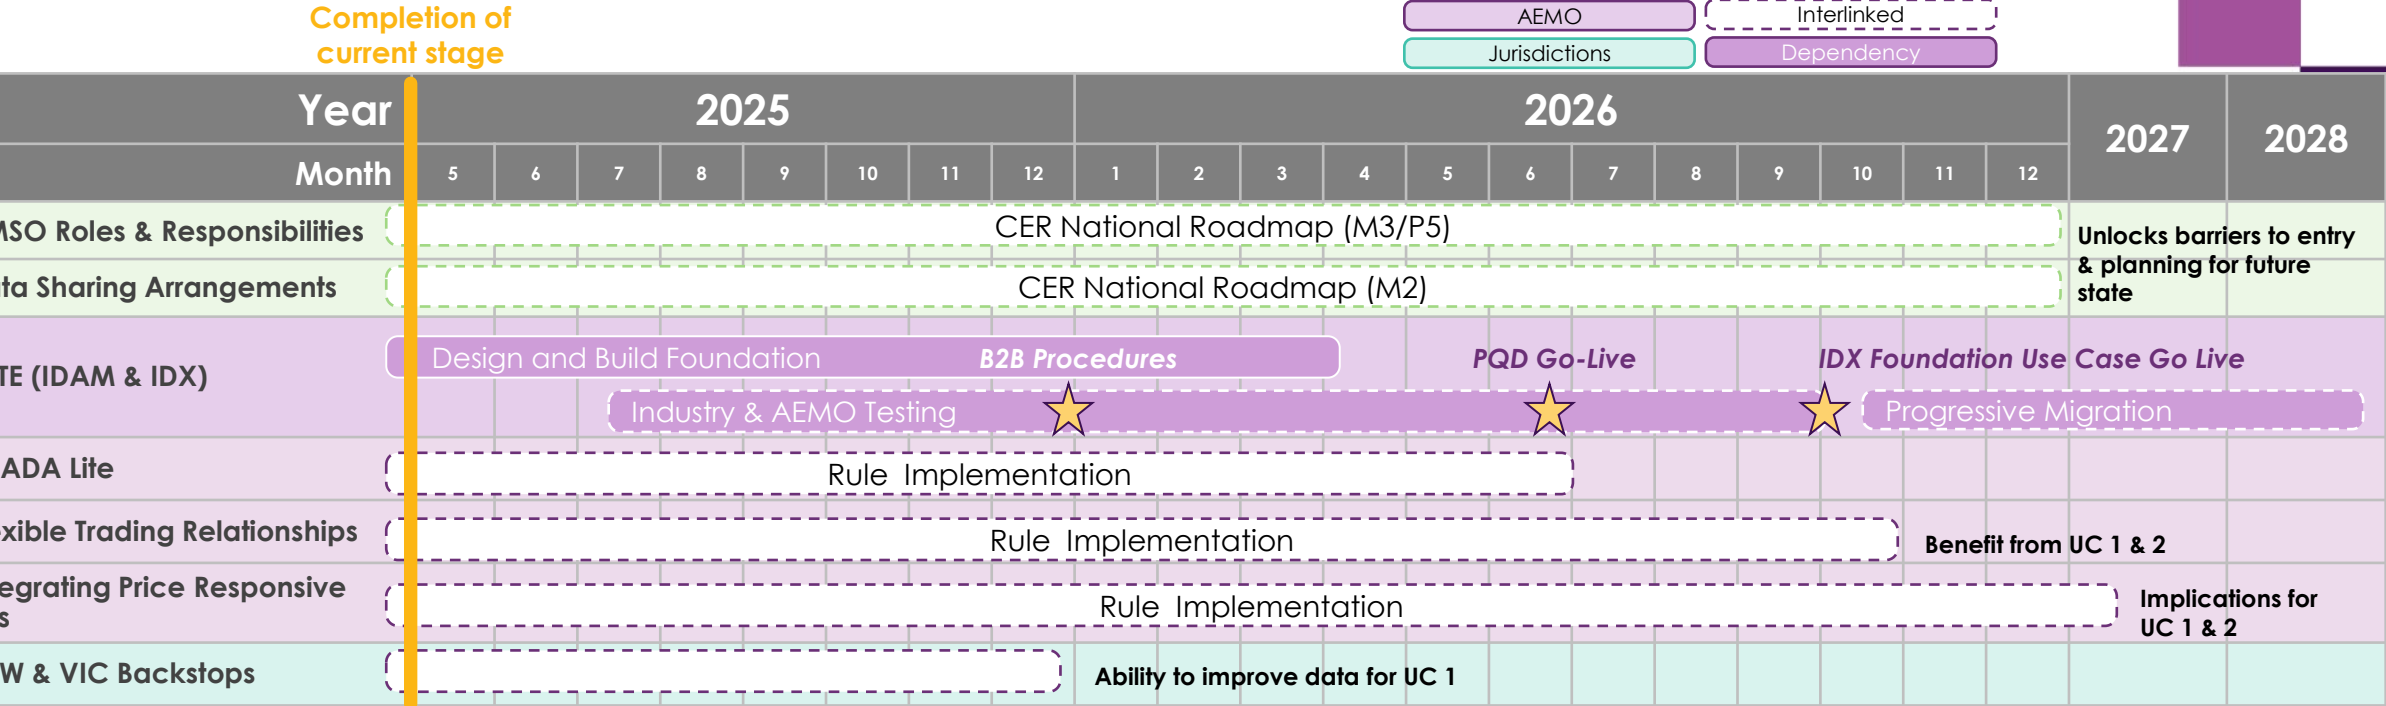 Completion of
current stage
AEMO
Interlinked
Jurisdictions
Dependency
Year
2025
2026
2027
2028
Month
5
6
7
8
9
10
11
12
1
2
3
4
5
6
7
8
9
10
11
12
MSO Roles & Responsibilities
CER National Roadmap (M3/P5)
Unlocks barriers to entry
& planning for future
state
ta Sharing Arrangements
CER National Roadmap (M2)
TE (IDAM & IDX)
Design and Build Foundation
B2B Procedures
PQD Go-Live
IDX Foundation Use Case Go Live
Industry & AEMO Testing
Progressive Migration
ADA Lite
Rule Implementation
xible Trading Relationships
Rule Implementation
Benefit from UC 1 & 2
egrating Price Responsive
s
Rule Implementation
Implications for
UC 1 & 2
W & VIC Backstops
Ability to improve data for UC 1